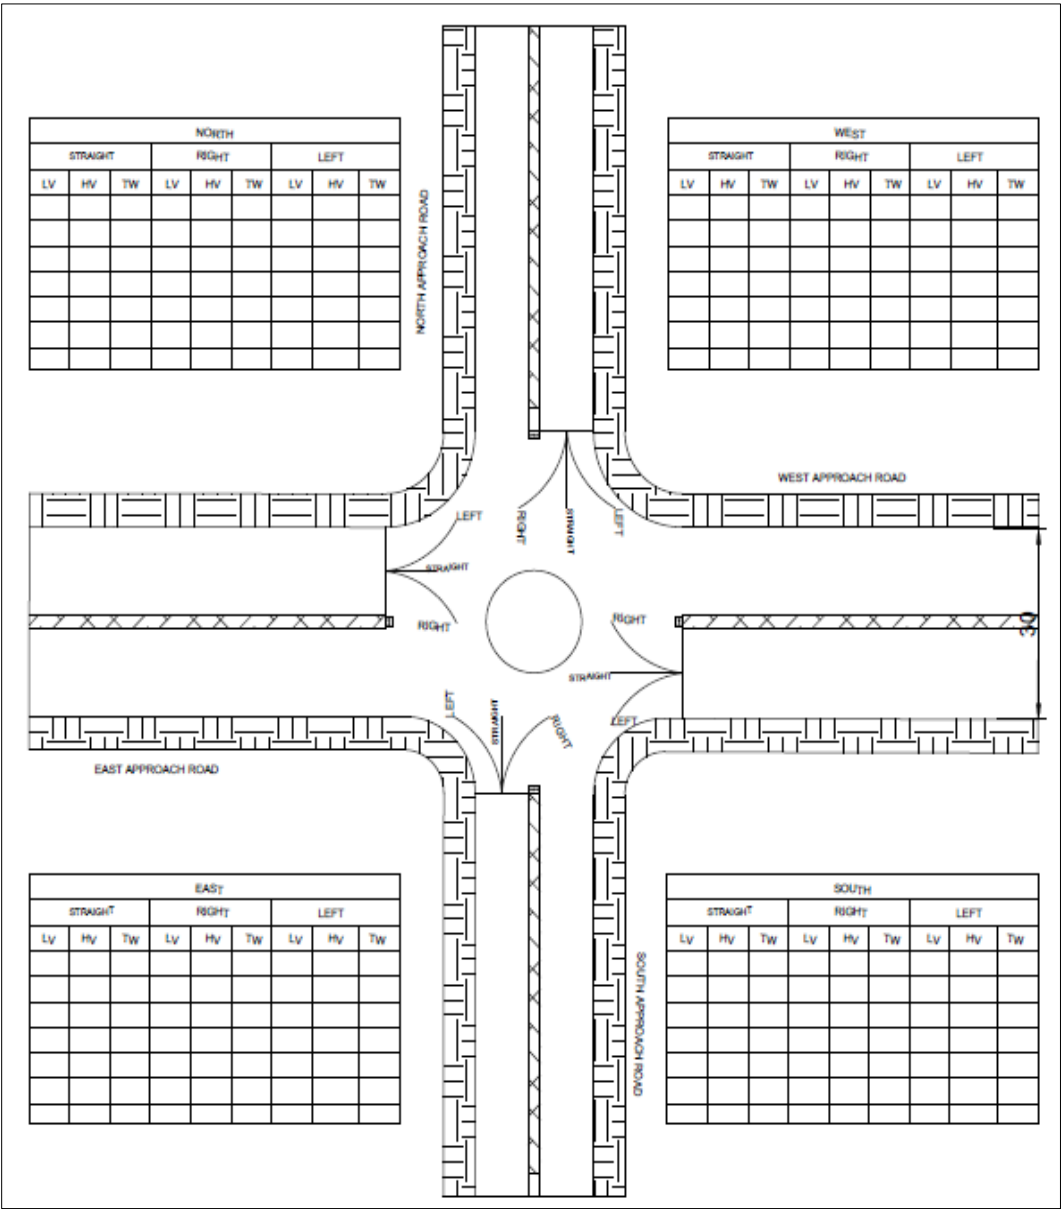 NORTH
STRAIGHT RIGHT LEFT
LV HV TW LV HV TW LV HV TW
WEST
STRAIGHT RIGHT LEFT
LV HV TW LV HV TW LV HV TW
NORTH APPROACH ROAD
WEST APPROACH ROAD
LEFT
STRAIGHT
RIGHT
RIGHT
STRAIGHT
LEFT
RIGHT
STRAIGHT
LEFT
30
LEFT
STRAIGHT
RIGHT
EAST APPROACH ROAD
EAST
STRAIGHT RIGHT LEFT
LV HV TW LV HV TW LV HV TW
SOUTH
STRAIGHT RIGHT LEFT
LV HV TW LV HV TW LV HV TW
SOUTH APPROACH ROAD